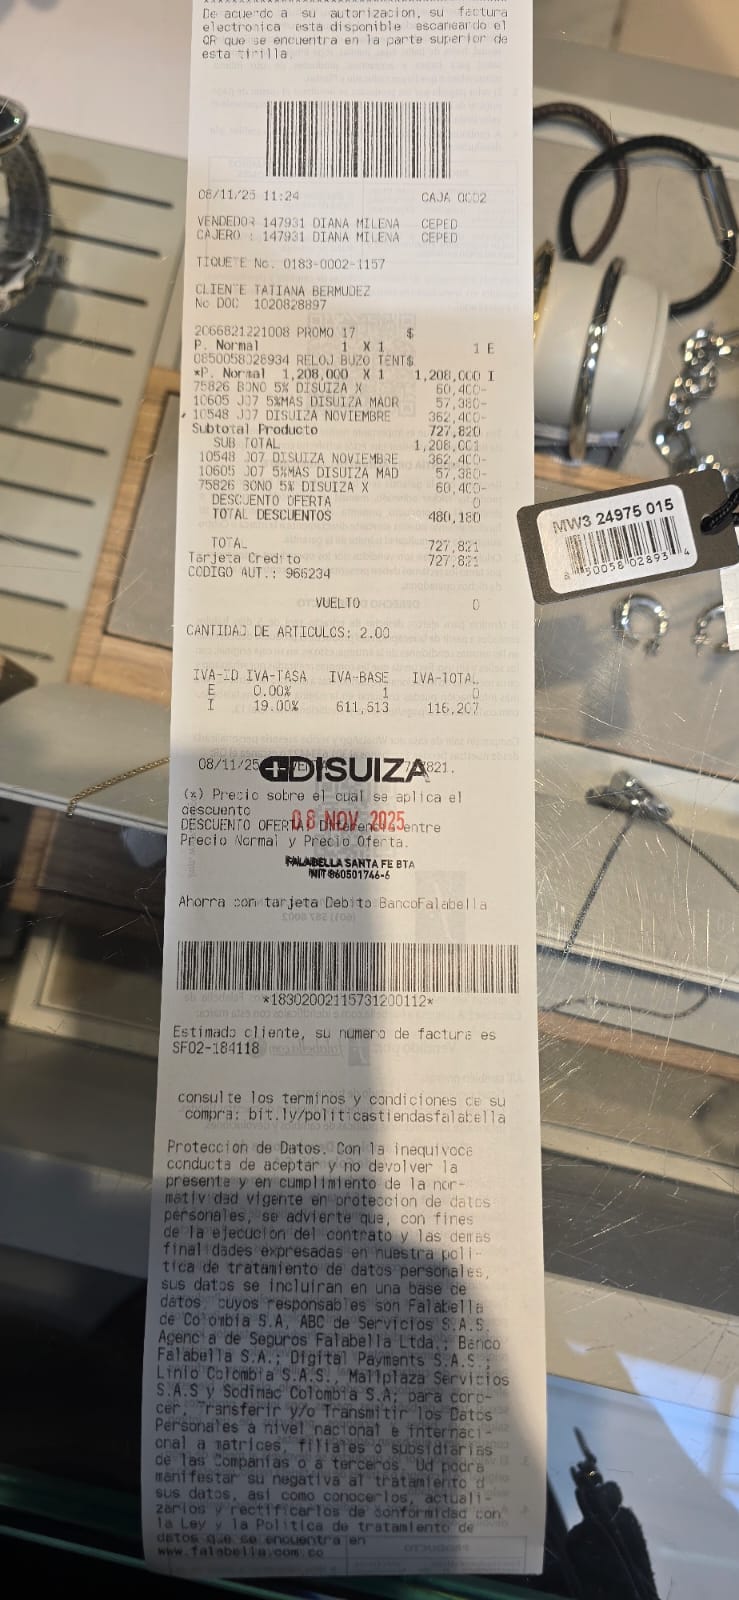 De acuerdo a su autorizacion, su factura
electronica esta disponible escaneando el
QR que se encuentra en la parte superior de
esta tirilla.
08/11/25 11:24 CAJA 0002
VENDEDOR 147931 DIANA MILENA CEPED
CAJERO : 147931 DIANA MILENA CEPED
TIQUETE No. 0183-0002-1157
CLIENTE TATIANA BERMUDEZ
No DOC 1020828897
2066821221008 PROMO 17 $
P. Normal 1 X 1 1 E
0850058028934 RELOJ BUZO TENT$
*P. Normal 1,208,000 X 1 1,208,000 I
75826 BONO 5% DISUIZA X 60,400-
10605 J07 5%MAS DISUIZA MADR 57,380-
10548 J07 DISUIZA NOVIEMBRE 362,400-
Subtotal Producto 727,820
SUB TOTAL 1,208,001
10548 J07 DISUIZA NOVIEMBRE 362,400-
10605 J07 5%MAS DISUIZA MAD 57,380-
75826 BONO 5% DISUIZA X 60,400-
DESCUENTO OFERTA 0
TOTAL DESCUENTOS 480,180
TOTAL 727,821
Tarjeta Credito 727,821
CODIGO AUT.: 966234
VUELTO 0
CANTIDAD DE ARTICULOS: 2.00
IVA-ID IVA-TASA IVA-BASE IVA-TOTAL
E 0.00% 1 0
I 19.00% 611,613 116,207
08/11/25 821.
DISUIZA
(*) Precio sobre el cual se aplica el
descuento
DESCUENTO OFERTA: Diferencia entre
08 NOV 2025
Precio Normal y Precio Oferta.
FALABELLA SANTA FE BTA
NIT 860501746-6
Ahorra con tarjeta Debito BancoFalabella
*18302002115731200112*
Estimado cliente, su numero de factura es
SF02-184118
consulte los terminos y condiciones de su
compra: bit.ly/politicastiendasfalabella
Proteccion de Datos. Con la inequivoca
conducta de aceptar y no devolver la
presente y en cumplimiento de la nor-
matividad vigente en proteccion de datos
personales, se advierte que, con fines
de la ejecucion del contrato y las demas
finalidades expresadas en nuestra poli-
tica de tratamiento de datos personales,
sus datos se incluiran en una base de
datos, cuyos responsables son Falabella
de Colombia S.A, ABC de Servicios S.A.S.
Agencia de Seguros Falabella Ltda.; Banco
Falabella S.A.; Digital Payments S.A.S.;
Linio Colombia S.A.S., Mallplaza Servicios
S.A.S y Sodimac Colombia S.A; para cono-
cer, Transferir y/o Transmitir los Datos
Personales a nivel nacional e internaci-
onal a matrices, filiales o subsidiarias
de las Companias o a terceros. Ud podra
manifestar su negativa al tratamiento d
sus datos, asi como conocerlos, actuali-
zarlos y rectificarlos de conformidad con
la Ley y la Politica de tratamiento de
datos que se encuentra en
www.falabella.com.co
MW3 24975 015
8 50058 02893 4